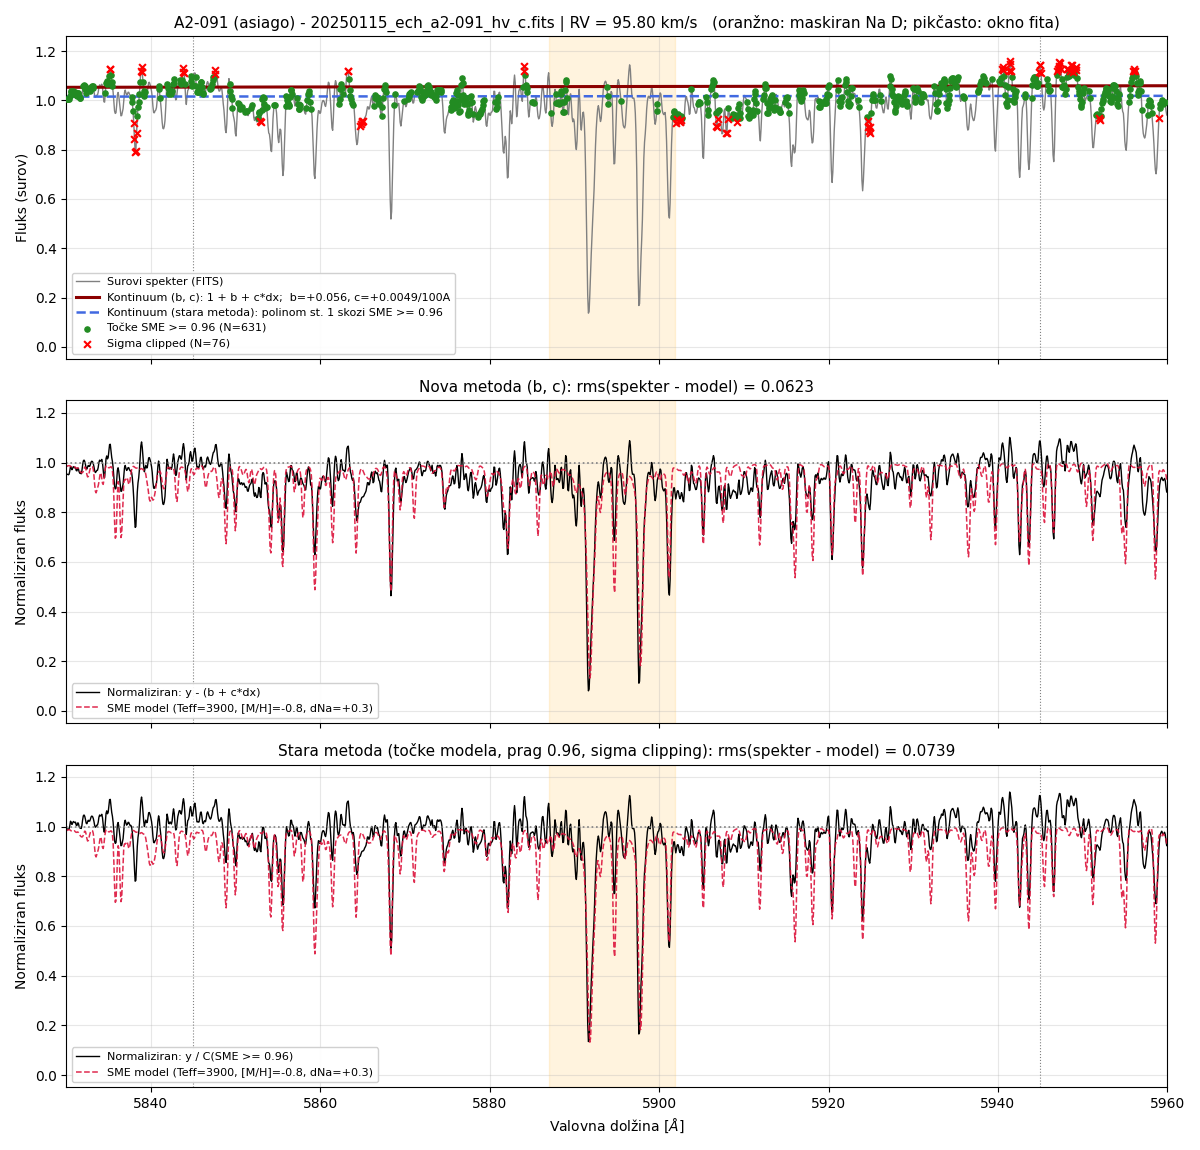 A2-091 (asiago) - 20250115_ech_a2-091_hv_c.fits | RV = 95.80 km/s   (oranžno: maskiran Na D; pikčasto: okno fita)
1.2
1.0
0.8
0.6
0.4
0.2
0.0
Fluks (surov)
Surovi spekter (FITS)
Kontinuum (b, c): 1 + b + c*dx;  b=+0.056, c=+0.0049/100A
Kontinuum (stara metoda): polinom st. 1 skozi SME >= 0.96
Točke SME >= 0.96 (N=631)
Sigma clipped (N=76)
Nova metoda (b, c): rms(spekter - model) = 0.0623
1.2
1.0
0.8
0.6
0.4
0.2
0.0
Normaliziran fluks
Normaliziran: y - (b + c*dx)
SME model (Teff=3900, [M/H]=-0.8, dNa=+0.3)
Stara metoda (točke modela, prag 0.96, sigma clipping): rms(spekter - model) = 0.0739
1.2
1.0
0.8
0.6
0.4
0.2
0.0
Normaliziran fluks
Normaliziran: y / C(SME >= 0.96)
SME model (Teff=3900, [M/H]=-0.8, dNa=+0.3)
5840 5860 5880 5900 5920 5940 5960
Valovna dolžina [Å]